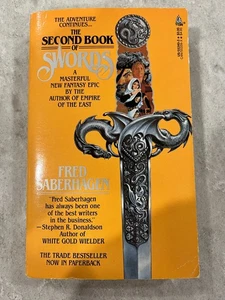 THE ADVENTURE
CONTINUES...
THE
SECOND BOOK
OF
SWORDS
A
MASTERFUL
NEW FANTASY EPIC
BY THE
AUTHOR OF EMPIRE
OF THE EAST
FRED
SABERHAGEN
"Fred Saberhagen
has always been one
of the best writers
in the business."
—Stephen R. Donaldson
Author of
WHITE GOLD WIELDER
THE TRADE BESTSELLER
NOW IN PAPERBACK